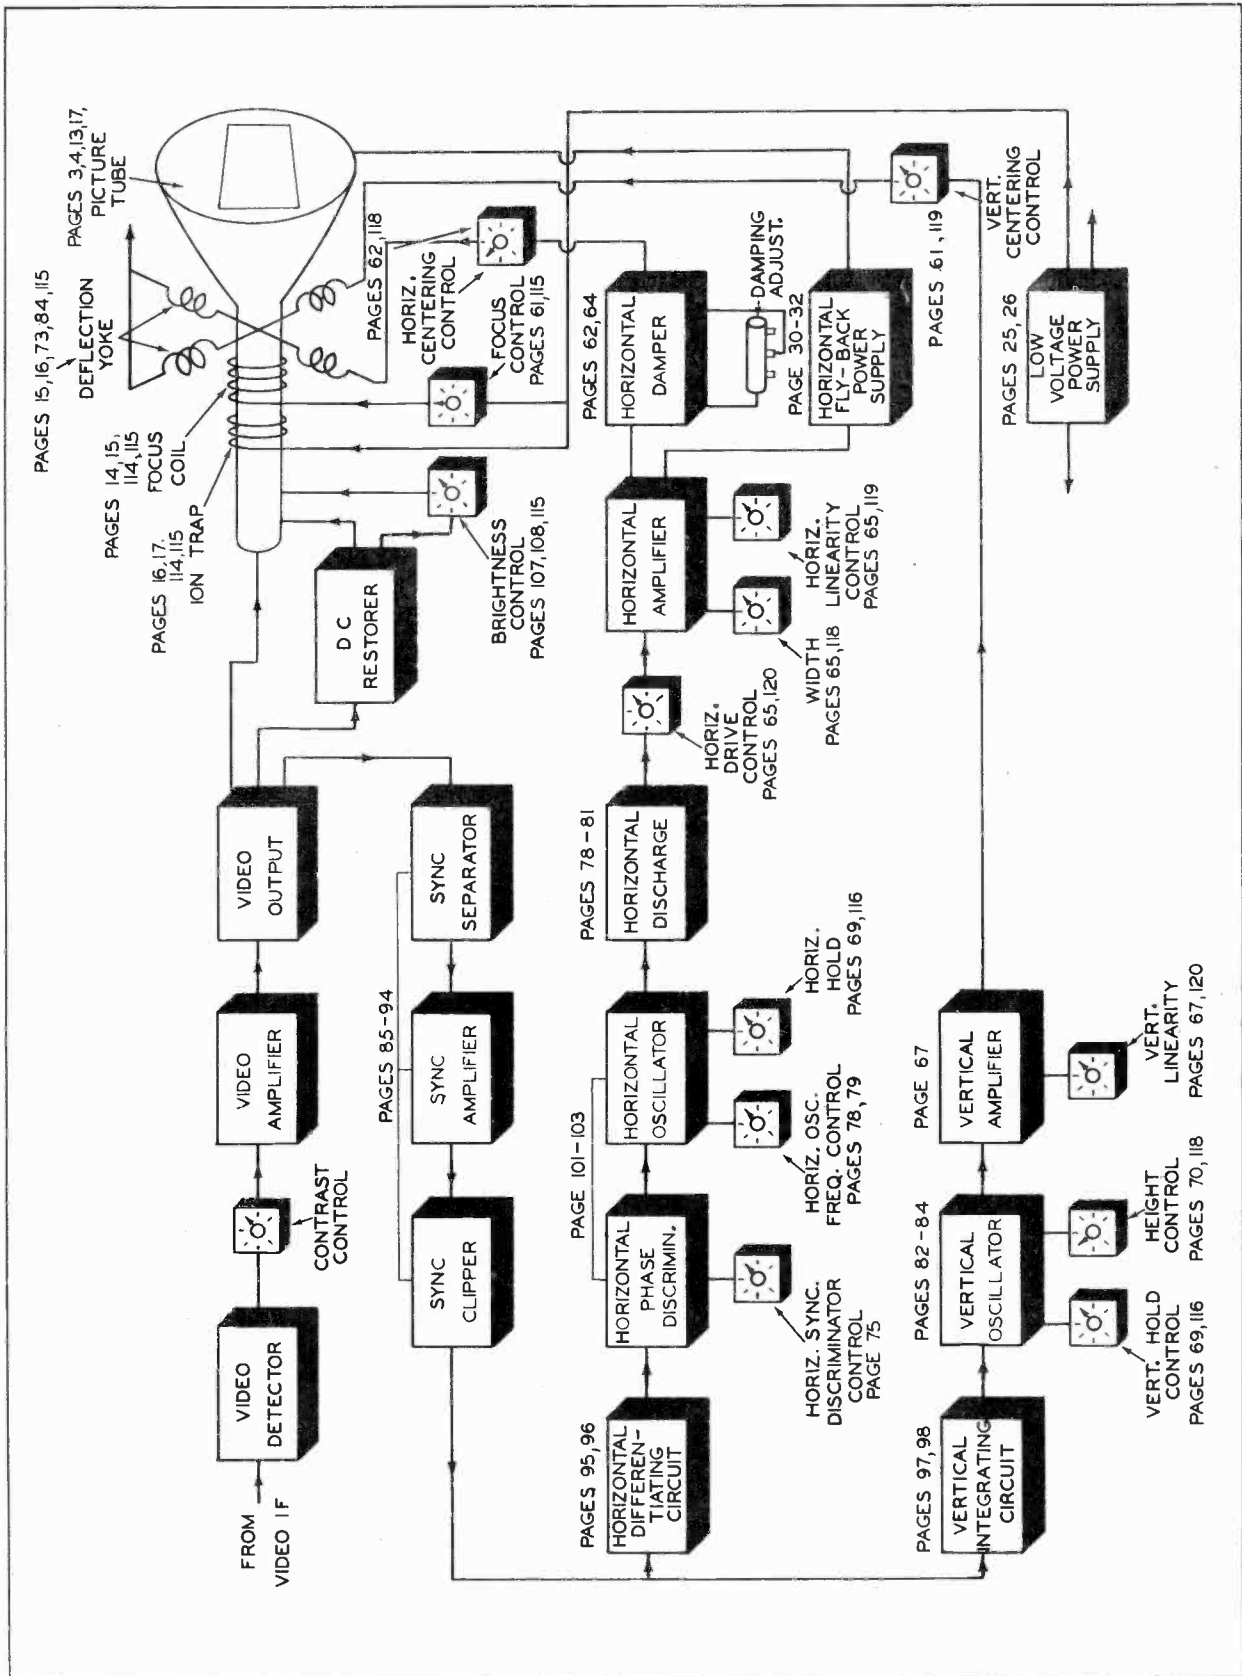 PAGES 15,16,73,84,115
DEFLECTION
YOKE
PAGES 3,4,13,17,
PICTURE
TUBE
PAGES 14,15,
114,115
FOCUS
COIL
PAGES 16,17,
114,115
ION TRAP
PAGES 62,118
HORIZ.
CENTERING
CONTROL
FOCUS
CONTROL
PAGES 61,115
BRIGHTNESS
CONTROL
PAGES 107,108,115
D C
RESTORER
FROM
VIDEO IF
VIDEO
DETECTOR
CONTRAST
CONTROL
VIDEO
AMPLIFIER
VIDEO
OUTPUT
PAGES 85-94
SYNC
CLIPPER
SYNC
AMPLIFIER
SYNC
SEPARATOR
PAGES 95,96
HORIZONTAL
DIFFEREN-
TIATING
CIRCUIT
PAGE 101-103
HORIZONTAL
PHASE
DISCRIMIN.
HORIZ. SYNC.
DISCRIMINATOR
CONTROL
PAGE 75
HORIZONTAL
OSCILLATOR
HORIZ. OSC.
FREQ. CONTROL
PAGES 78,79
HORIZ.
HOLD
PAGES 69,116
PAGES 78-81
HORIZONTAL
DISCHARGE
HORIZ.
DRIVE
CONTROL
PAGES 65,120
HORIZONTAL
AMPLIFIER
WIDTH
PAGES 65,118
HORIZ.
LINEARITY
CONTROL
PAGES 65,119
PAGES 62,64
HORIZONTAL
DAMPER
DAMPING
ADJUST.
PAGE 30-32
HORIZONTAL
FLY-BACK
POWER
SUPPLY
PAGES 61,119
VERT.
CENTERING
CONTROL
PAGES 25,26
LOW
VOLTAGE
POWER
SUPPLY
PAGES 97,98
VERTICAL
INTEGRATING
CIRCUIT
PAGES 82-84
VERTICAL
OSCILLATOR
VERT. HOLD
CONTROL
PAGES 69,116
HEIGHT
CONTROL
PAGES 70,118
PAGE 67
VERTICAL
AMPLIFIER
VERT.
LINEARITY
PAGES 67,120